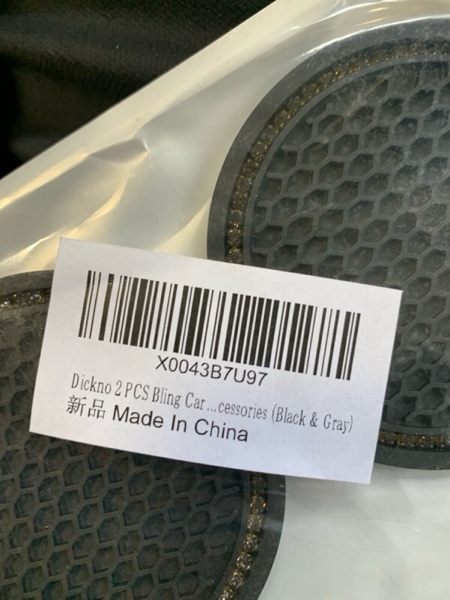 X0043B7U97
Dickno 2 PCS Bling Car...cessories (Black & Gray)
新品 Made In China